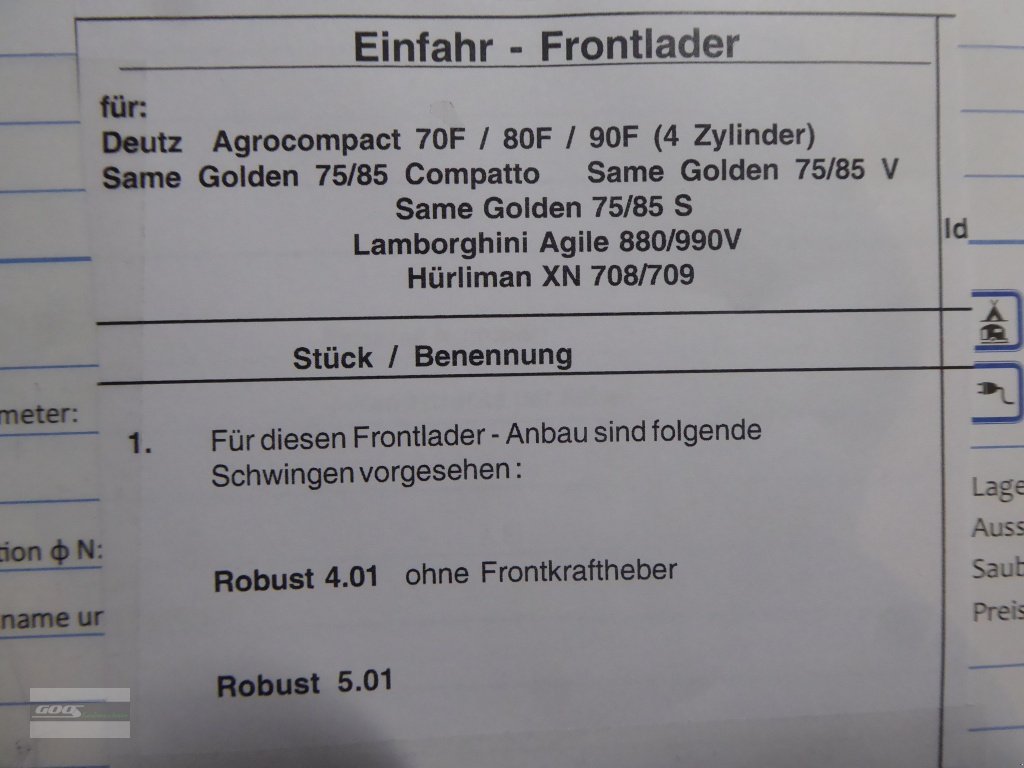 Einfahr - Frontlader
für:
Deutz Agrocompact 70F / 80F / 90F (4 Zylinder)
Same Golden 75/85 Compatto Same Golden 75/85 V
Same Golden 75/85 S
Lamborghini Agile 880/990V
Hürliman XN 708/709
ld
Stück / Benennung
meter:
1. Für diesen Frontlader - Anbau sind folgende
Schwingen vorgesehen :
Lage
Auss
tion ф N:
Robust 4.01 ohne Frontkraftheber
Saub
name ur
Preis
Robust 5.01
GOOS